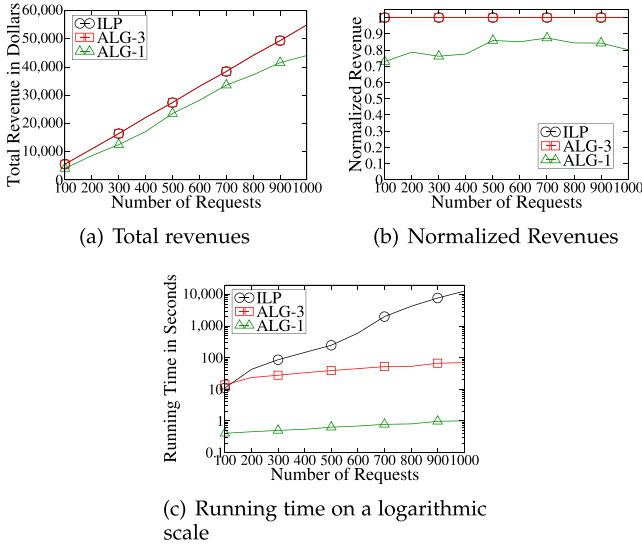 Total Revenue in Dollars
60,000
50,000
40,000
30,000
20,000
10,000
0
ILP
ALG-3
ALG-1
100 200 300 400 500 600 700 800 900 1000
Number of Requests
(a) Total revenues
Normalized Revenue
1
0.9
0.8
0.7
0.6
0.5
0.4
0.3
0.2
0.1
ILP
ALG-3
ALG-1
100 200 300 400 500 600 700 800 900 1000
Number of Requests
(b) Normalized Revenues
Running Time in Seconds
10,000
1,000
100
10
1
0.1
ILP
ALG-3
ALG-1
100 200 300 400 500 600 700 800 900 1000
Number of Requests
(c) Running time on a logarithmic
scale